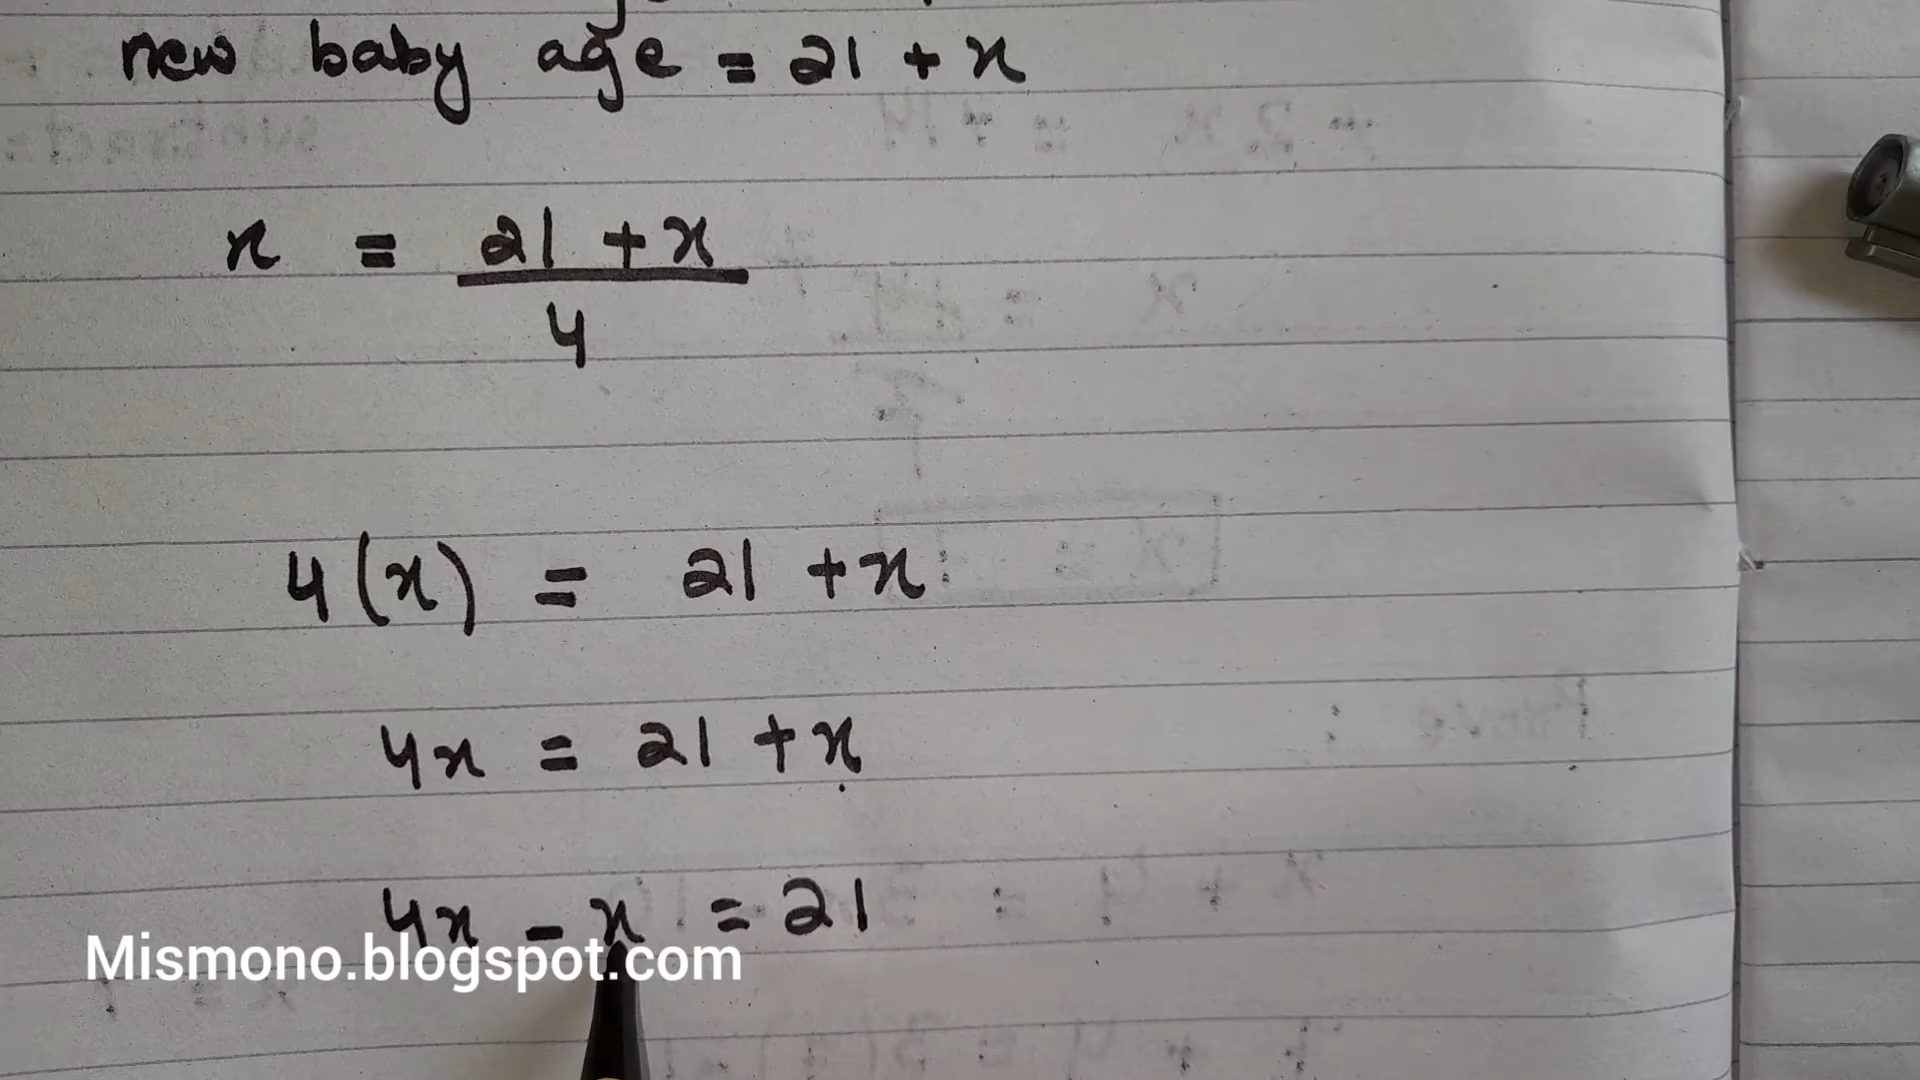 new baby age = 21 + x
x = 21 + x
4
4(x) = 21 + x
4x = 21 + x
4x - x = 21
Mismono.blogspot.com